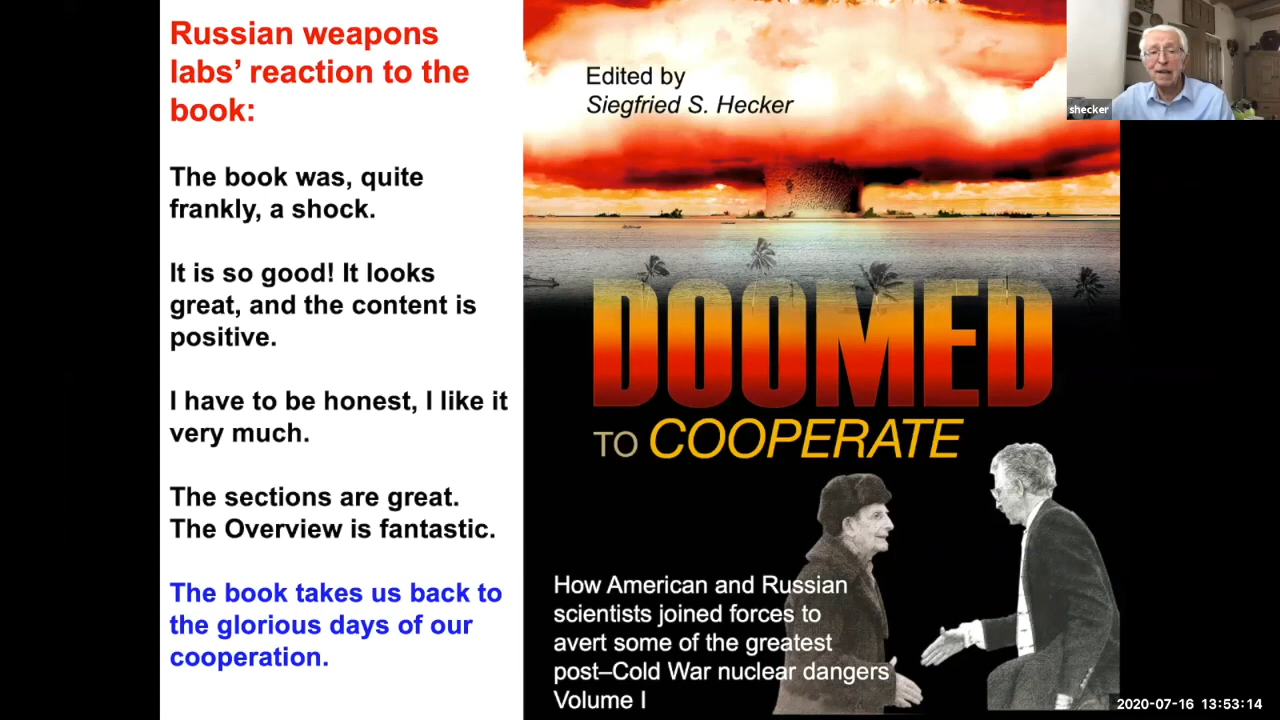 Russian weapons
labs’ reaction to the
book:
The book was, quite
frankly, a shock.
It is so good! It looks
great, and the content is
positive.
I have to be honest, I like it
very much.
The sections are great.
The Overview is fantastic.
The book takes us back to
the glorious days of our
cooperation.
Edited by
Siegfried S. Hecker
DOOMED
TO COOPERATE
How American and Russian
scientists joined forces to
avert some of the greatest
post–Cold War nuclear dangers
Volume I
shecker
2020-07-16 13:53:14